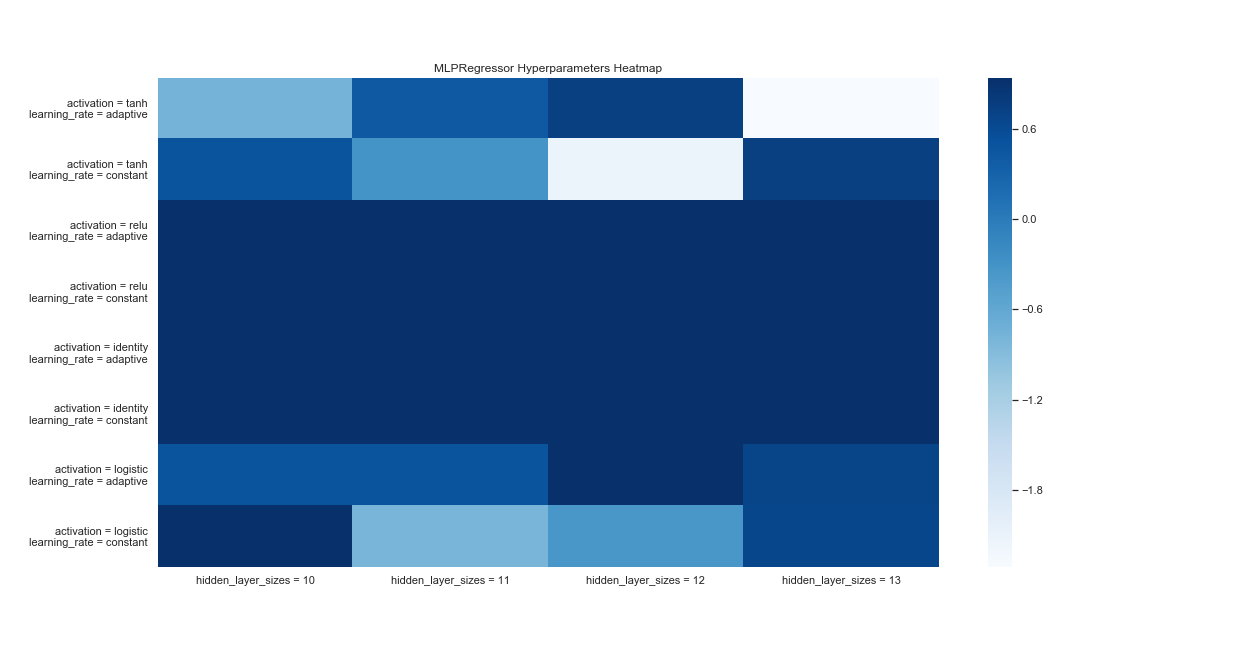 MLPRegressor Hyperparameters Heatmap
activation = tanh
learning_rate = adaptive
activation = tanh
learning_rate = constant
activation = relu
learning_rate = adaptive
activation = relu
learning_rate = constant
activation = identity
learning_rate = adaptive
activation = identity
learning_rate = constant
activation = logistic
learning_rate = adaptive
activation = logistic
learning_rate = constant
hidden_layer_sizes = 10
hidden_layer_sizes = 11
hidden_layer_sizes = 12
hidden_layer_sizes = 13
0.6
0.0
−0.6
−1.2
−1.8